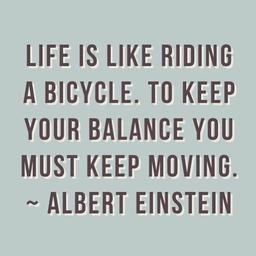 LIFE IS LIKE RIDING
A BICYCLE. TO KEEP
YOUR BALANCE YOU
MUST KEEP MOVING.
~ ALBERT EINSTEIN